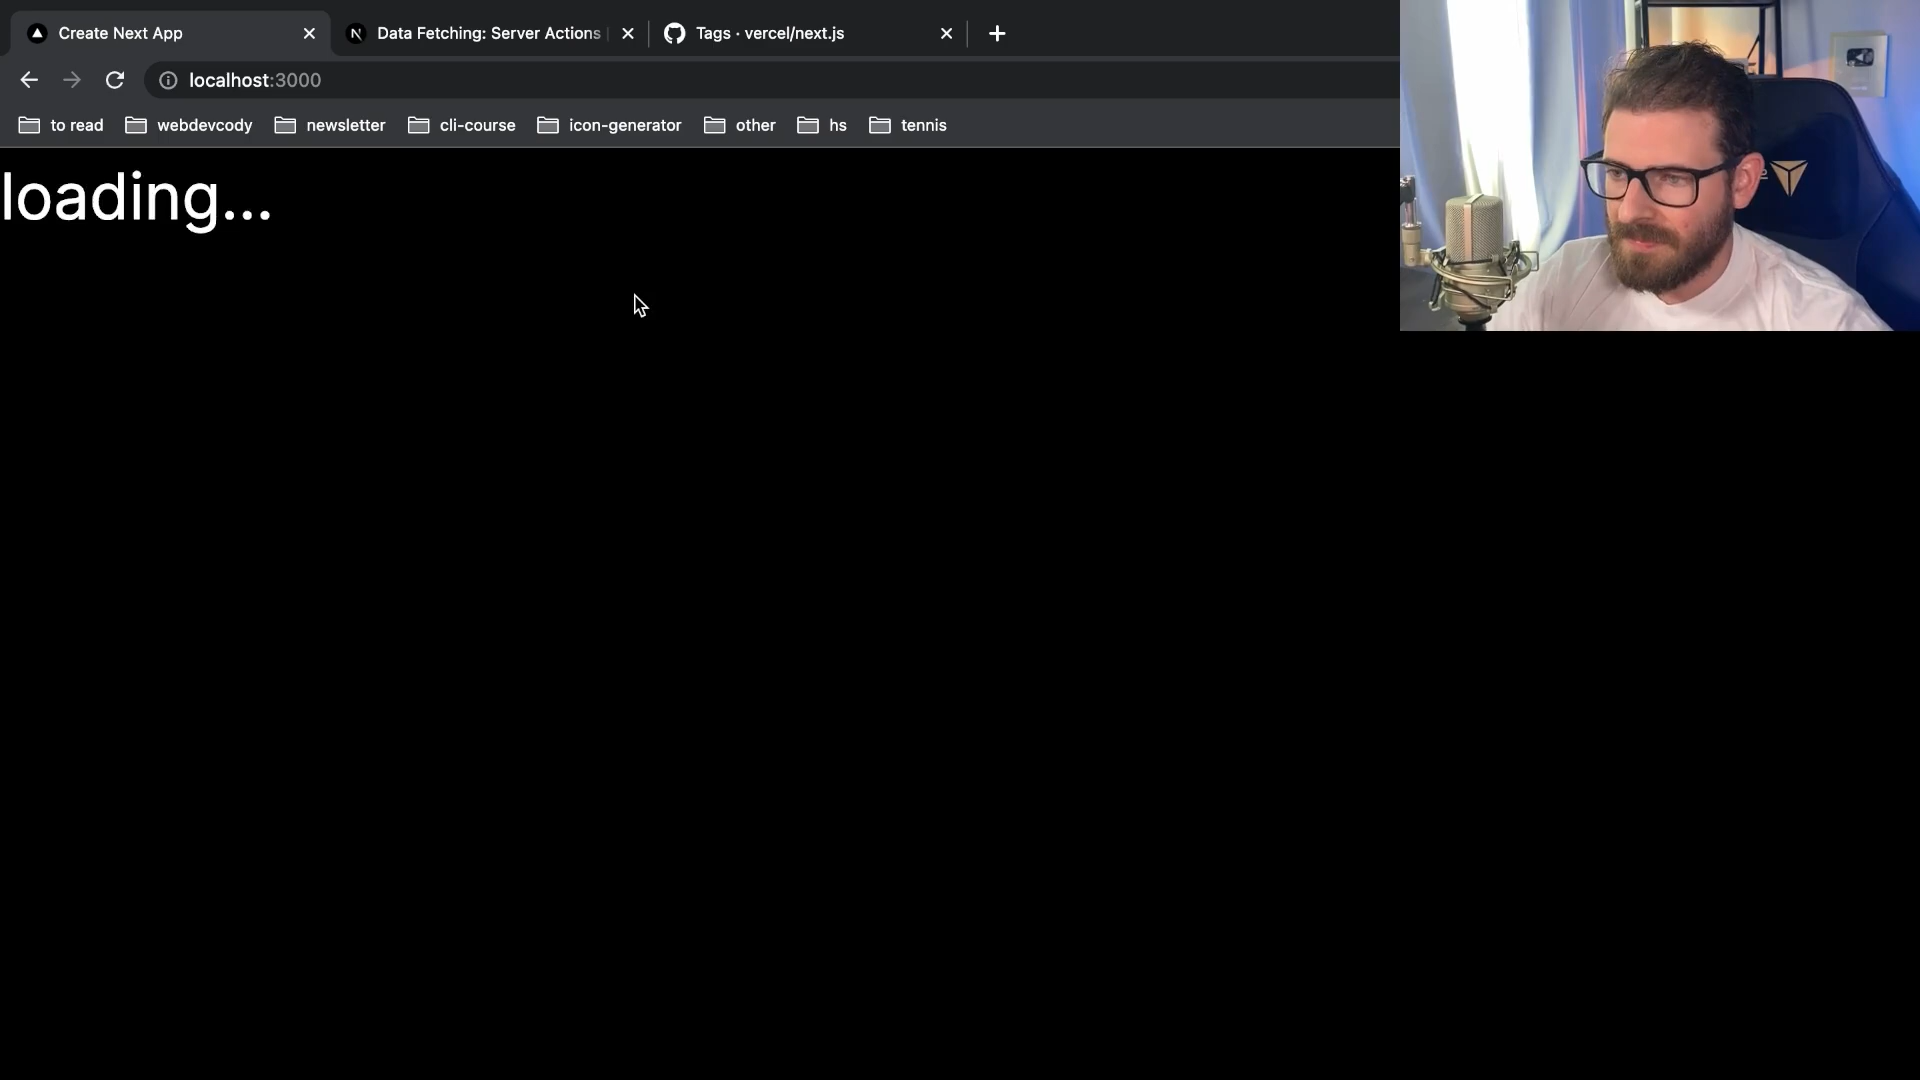 Create Next App
Data Fetching: Server Actions
Tags · vercel/next.js
localhost:3000
to read
webdevcody
newsletter
cli-course
icon-generator
other
hs
tennis
loading...